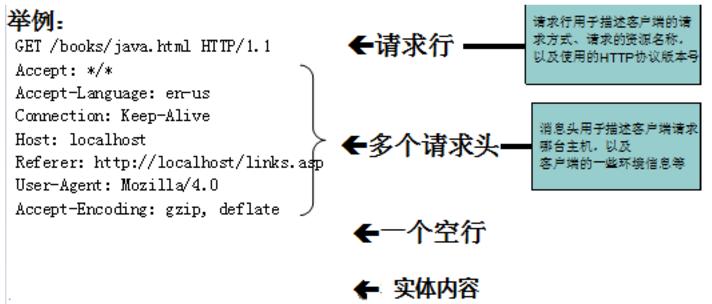 举例：
GET /books/java.html HTTP/1.1
Accept: */*
Accept-Language: en-us
Connection: Keep-Alive
Host: localhost
Referer: http://localhost/links.asp
User-Agent: Mozilla/4.0
Accept-Encoding: gzip, deflate
请求行
多个请求头
一个空行
实体内容
请求行用于描述客户端的请
求方式、请求的资源名称，
以及使用的HTTP协议版本号
消息头用于描述客户端请求
哪台主机，以及
客户端的一些环境信息等